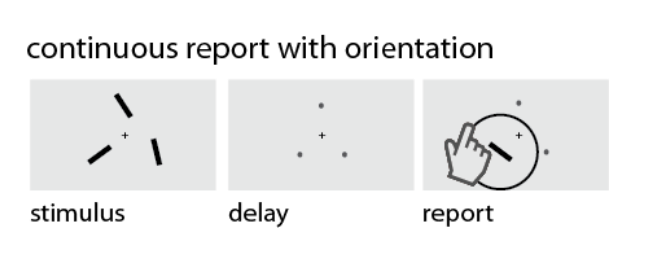 continuous report with orientation
stimulus
delay
report